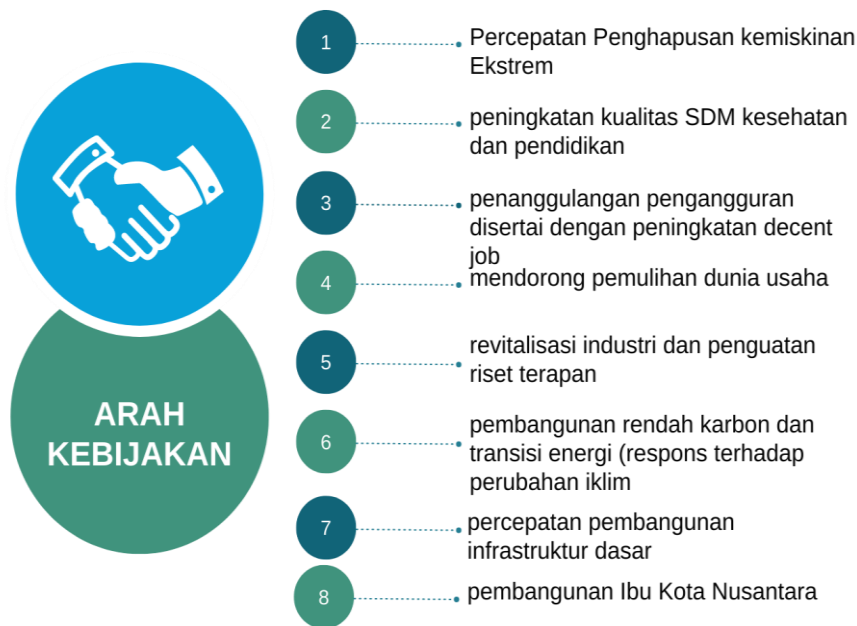 ARAH
KEBIJAKAN
1
Percepatan Penghapusan kemiskinan
Ekstrem
2
peningkatan kualitas SDM kesehatan
dan pendidikan
3
penanggulangan pengangguran
disertai dengan peningkatan decent
job
4
mendorong pemulihan dunia usaha
5
revitalisasi industri dan penguatan
riset terapan
6
pembangunan rendah karbon dan
transisi energi (respons terhadap
perubahan iklim
7
percepatan pembangunan
infrastruktur dasar
8
pembangunan Ibu Kota Nusantara